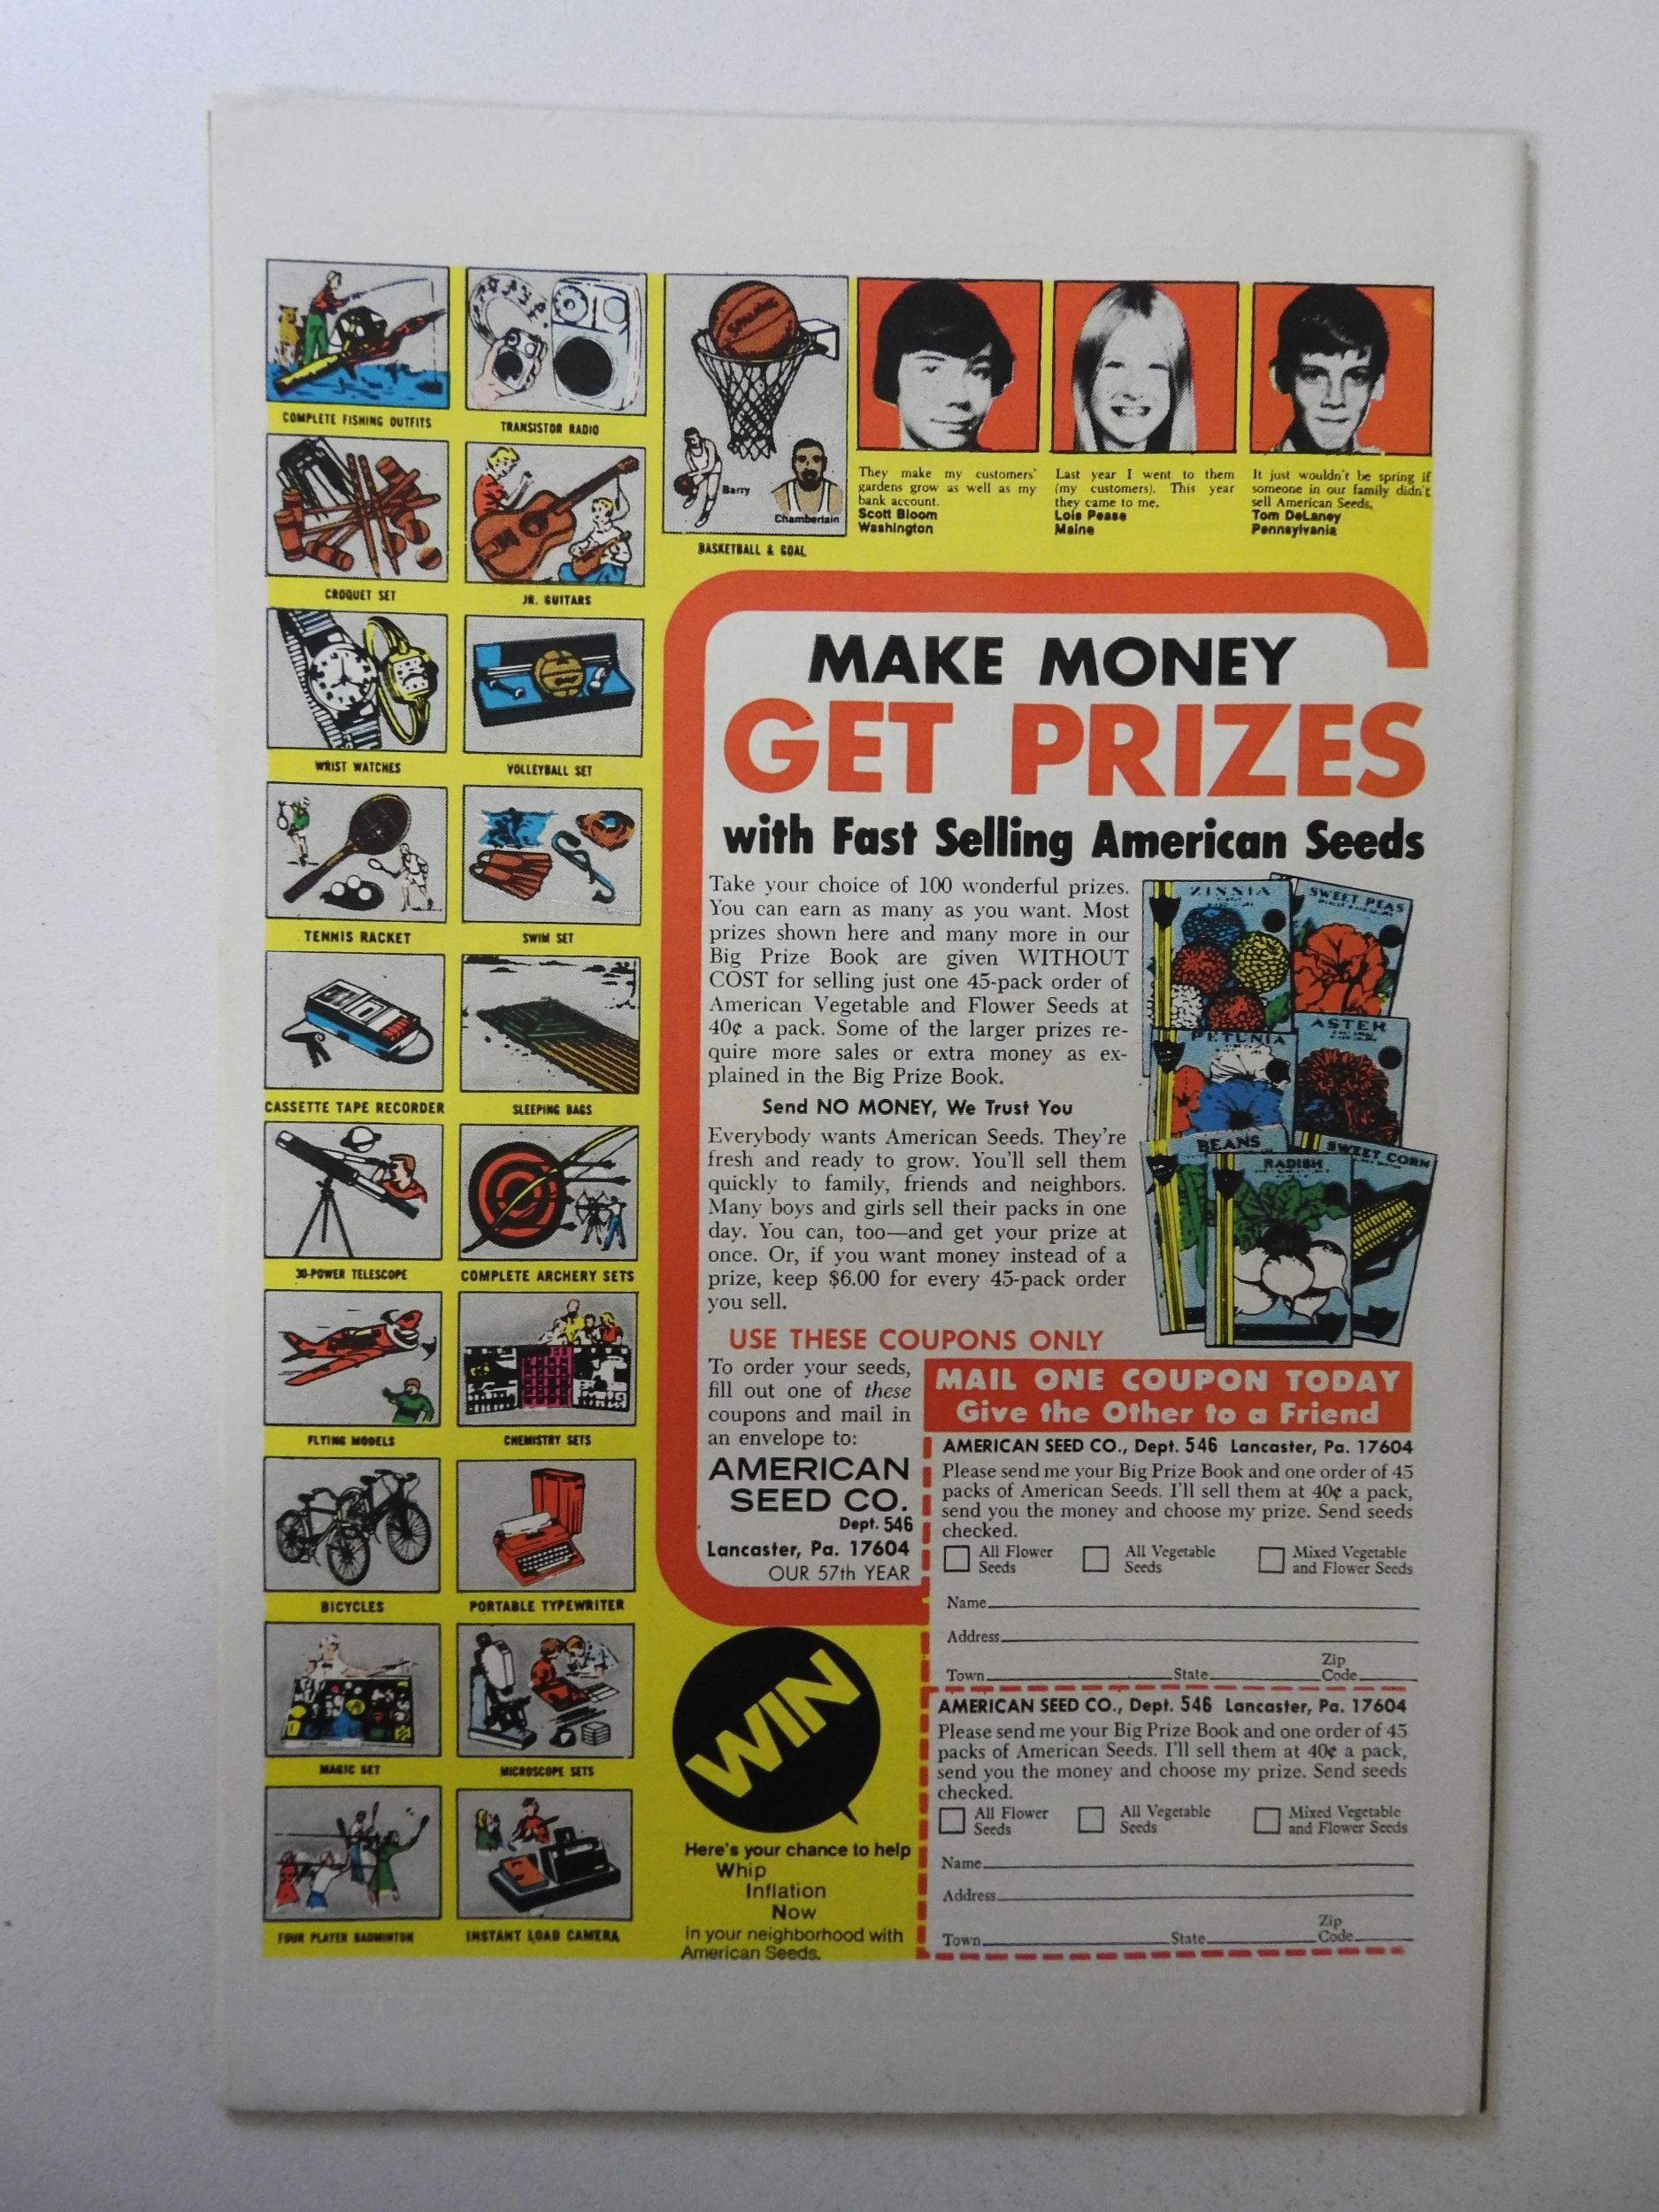 COMPLETE FISHING OUTFITS
TRANSISTOR RADIO
CROQUET SET
JR. GUITARS
WRIST WATCHES
VOLLEYBALL SET
TENNIS RACKET
SWIM SET
CASSETTE TAPE RECORDER
SLEEPING BAGS
30-POWER TELESCOPE
COMPLETE ARCHERY SETS
FLYING MODELS
CHEMISTRY SETS
BICYCLES
PORTABLE TYPEWRITER
MAGIC SET
MICROSCOPE SETS
FOUR PLAYER BADMINTON
INSTANT LOAD CAMERA
SPALDING
Barry
Chamberlain
BASKETBALL & GOAL
They make my customers'
gardens grow as well as my
bank account.
Scott Bloom
Washington
Last year I went to them
(my customers). This year
they came to me.
Lois Pease
Maine
It just wouldn't be spring if
someone in our family didn't
sell American Seeds,
Tom DeLaney
Pennsylvania
MAKE MONEY
GET PRIZES
with Fast Selling American Seeds
Take your choice of 100 wonderful prizes.
You can earn as many as you want. Most
prizes shown here and many more in our
Big Prize Book are given WITHOUT
COST for selling just one 45-pack order of
American Vegetable and Flower Seeds at
40¢ a pack. Some of the larger prizes re-
quire more sales or extra money as ex-
plained in the Big Prize Book.
Send NO MONEY, We Trust You
Everybody wants American Seeds. They're
fresh and ready to grow. You'll sell them
quickly to family, friends and neighbors.
Many boys and girls sell their packs in one
day. You can, too—and get your prize at
once. Or, if you want money instead of a
prize, keep $6.00 for every 45-pack order
you sell.
ZINNIA
SWEET PEAS
PETUNIA
ASTER
BEANS
RADISH
SWEET CORN
USE THESE COUPONS ONLY
To order your seeds,
fill out one of these
coupons and mail in
an envelope to:
AMERICAN
SEED CO.
Dept. 546
Lancaster, Pa. 17604
OUR 57th YEAR
MAIL ONE COUPON TODAY
Give the Other to a Friend
AMERICAN SEED CO., Dept. 546 Lancaster, Pa. 17604
Please send me your Big Prize Book and one order of 45
packs of American Seeds. I'll sell them at 40¢ a pack,
send you the money and choose my prize. Send seeds
checked.
All Flower Seeds
All Vegetable Seeds
Mixed Vegetable and Flower Seeds
Name
Address
Town State Zip Code
AMERICAN SEED CO., Dept. 546 Lancaster, Pa. 17604
Please send me your Big Prize Book and one order of 45
packs of American Seeds. I'll sell them at 40¢ a pack,
send you the money and choose my prize. Send seeds
checked.
All Flower Seeds
All Vegetable Seeds
Mixed Vegetable and Flower Seeds
Name
Address
Town State Zip Code
WIN
Here's your chance to help
Whip
Inflation
Now
in your neighborhood with
American Seeds.